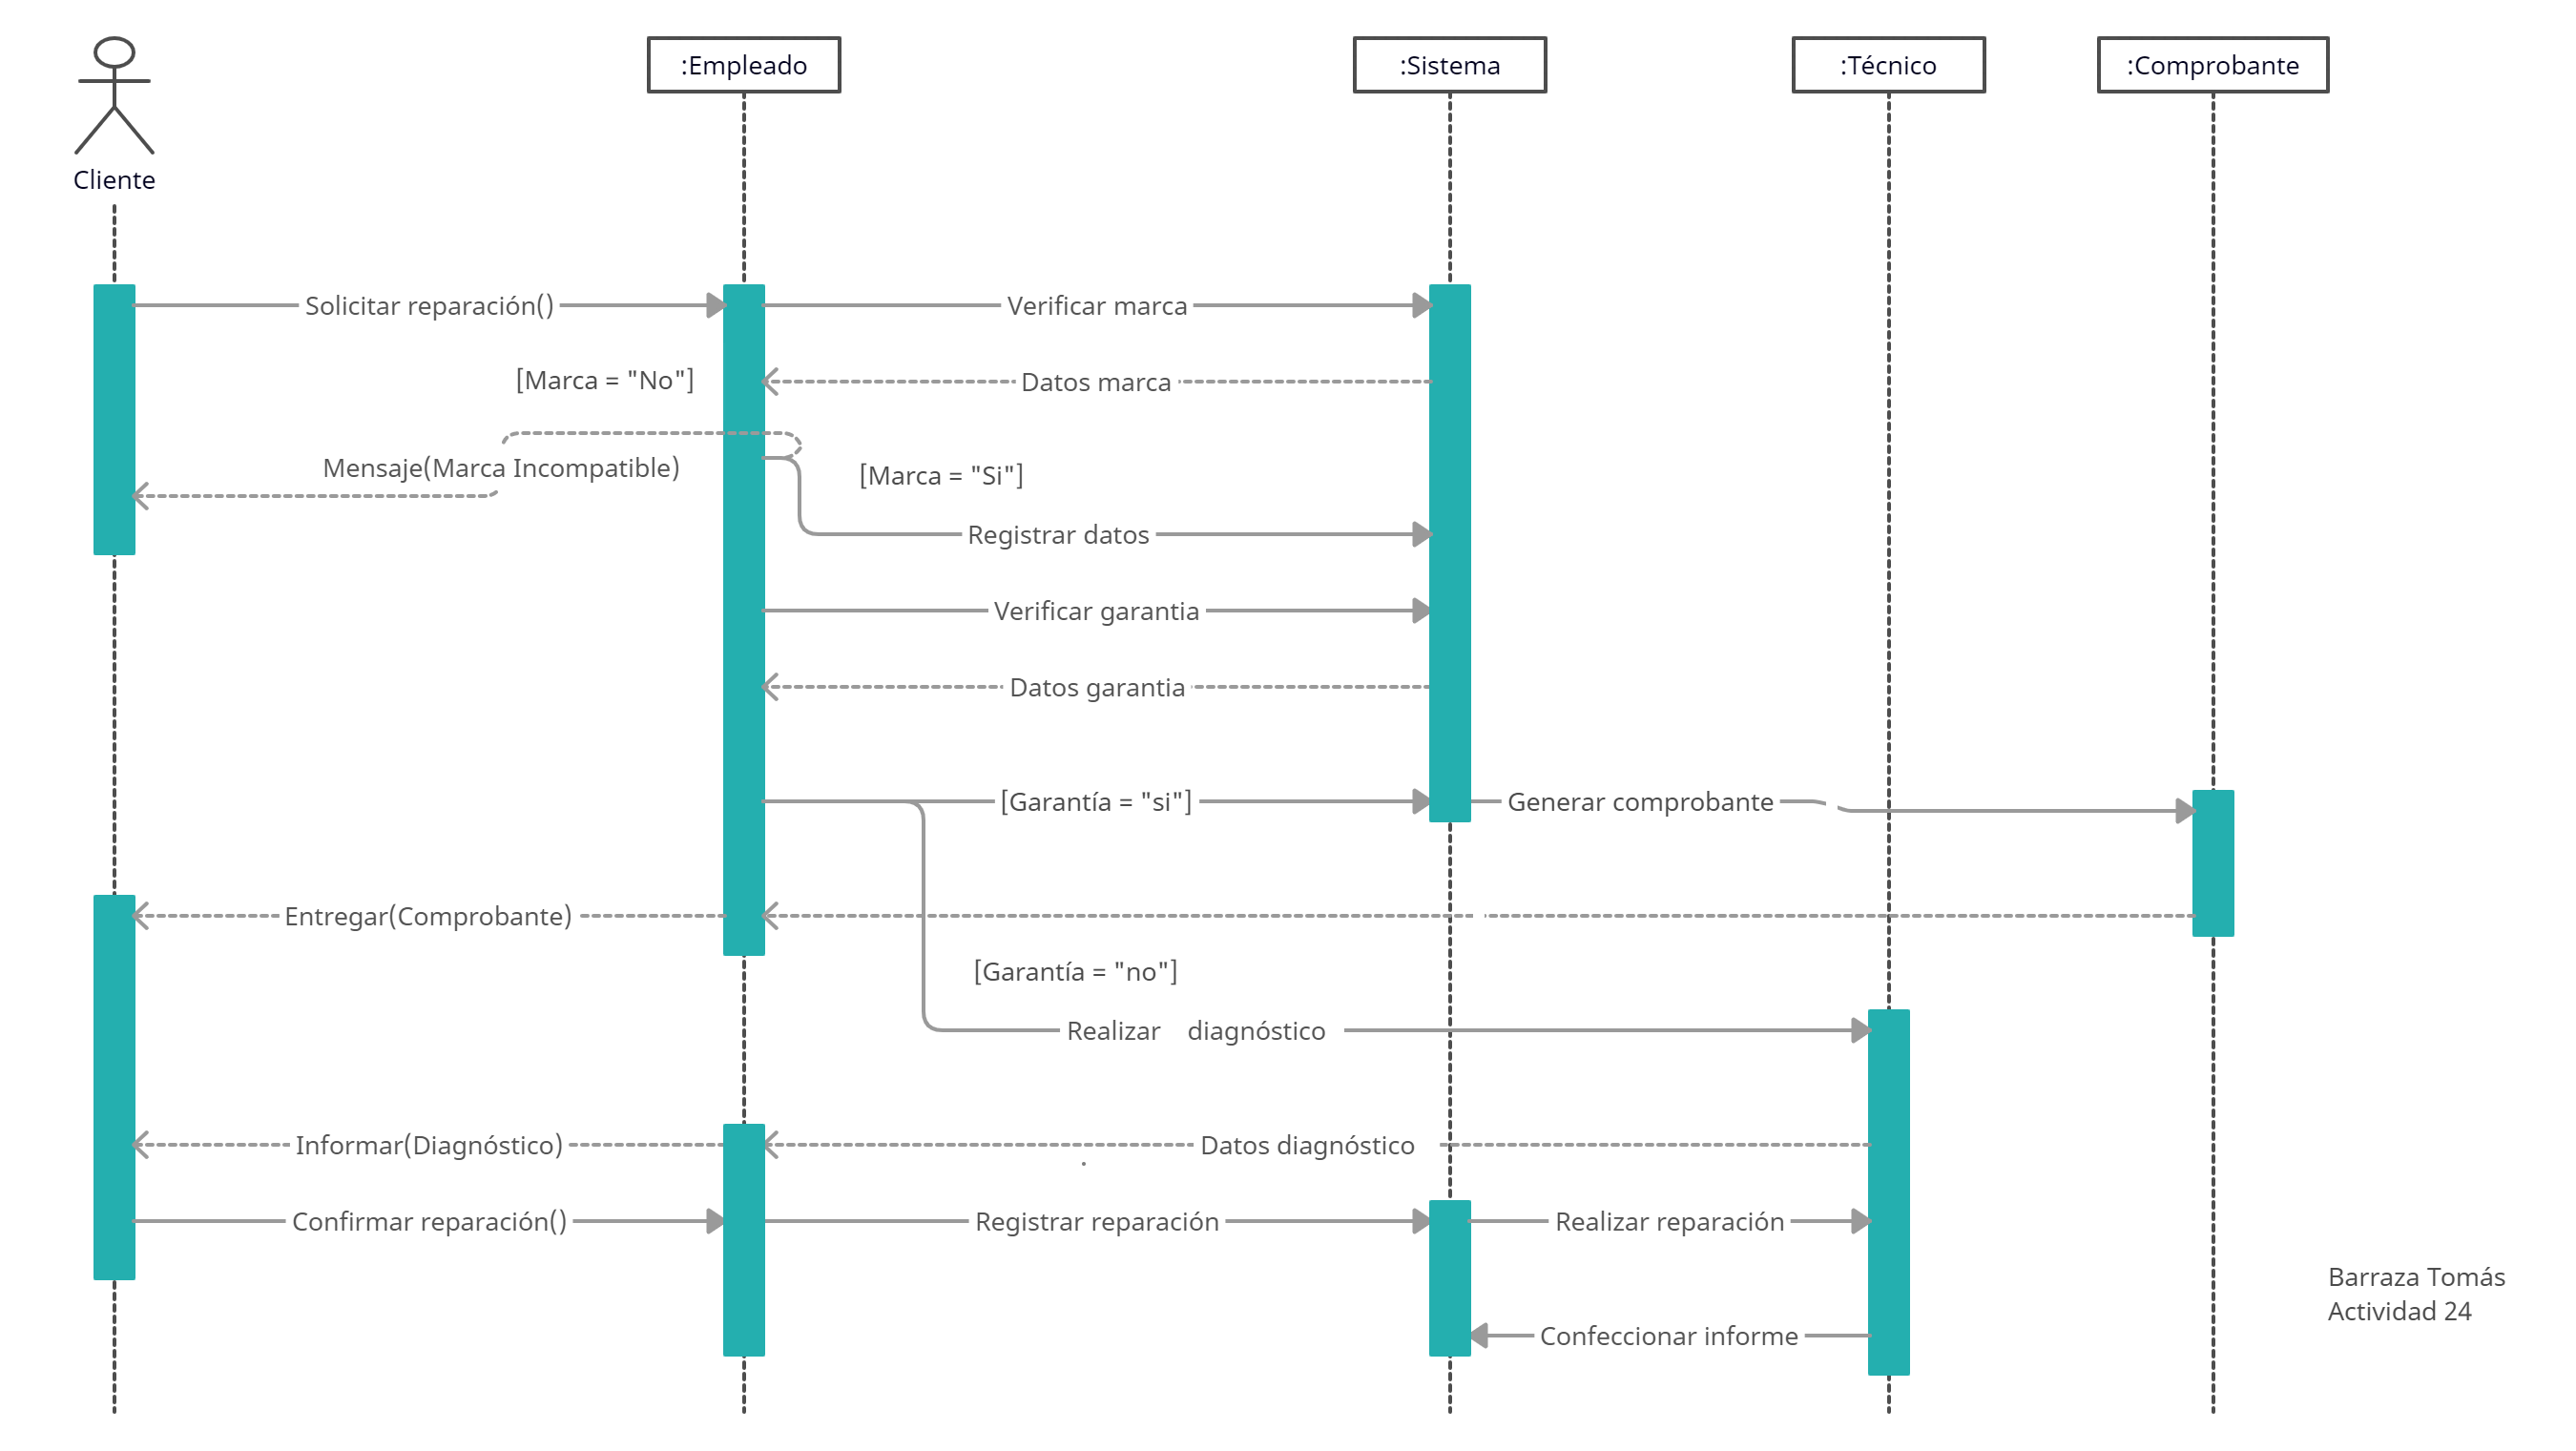 :Empleado
:Sistema
:Técnico
:Comprobante
Cliente
Solicitar reparación()
Verificar marca
[Marca = "No"]
Datos marca
Mensaje(Marca Incompatible)
[Marca = "Si"]
Registrar datos
Verificar garantia
Datos garantia
[Garantía = "si"]
Generar comprobante
Entregar(Comprobante)
[Garantía = "no"]
Realizar diagnóstico
Informar(Diagnóstico)
Datos diagnóstico
Confirmar reparación()
Registrar reparación
Realizar reparación
Barraza Tomás
Actividad 24
Confeccionar informe